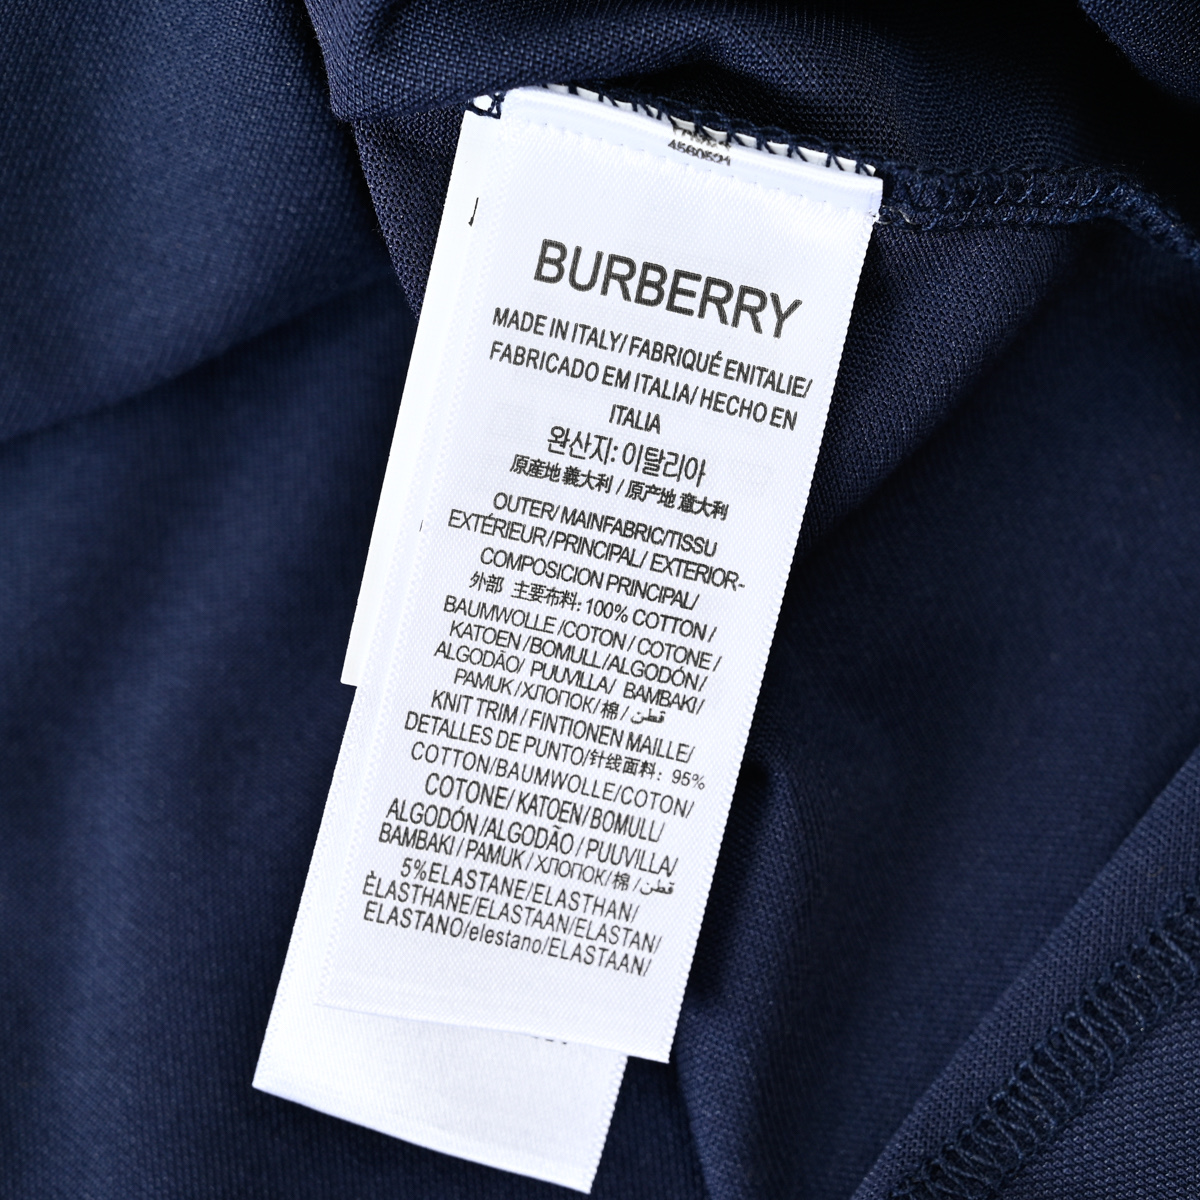 4560521
BURBERRY
MADE IN ITALY/ FABRIQUÉ ENITALIE/
FABRICADO EM ITALIA/ HECHO EN
ITALIA
완산지: 이탈리아
原産地 義大利 / 原产地 意大利
OUTER/ MAINFABRIC/TISSU
EXTÉRIEUR/PRINCIPAL/ EXTERIOR-
COMPOSICION PRINCIPAL/
外部 主要布料: 100% COTTON /
BAUMWOLLE /COTON / COTONE /
KATOEN /BOMULL /ALGODÓN/
ALGODÃO/ PUUVILLA/ BAMBAKI/
PAMUK /ХЛОПОК/ 棉 / قطن
KNIT TRIM / FINTIONEN MAILLE/
DETALLES DE PUNTO/针线面料: 95%
COTTON/BAUMWOLLE/COTON/
COTONE/ KATOEN/ BOMULL/
ALGODÓN /ALGODÃO / PUUVILLA/
BAMBAKI / PAMUK / ХЛОПОК/ 棉 / قطن
5%ELASTANE/ELASTHAN/
ÉLASTHANE/ELASTAAN/ELASTAN/
ELASTANO/elestano/ELASTAAN/